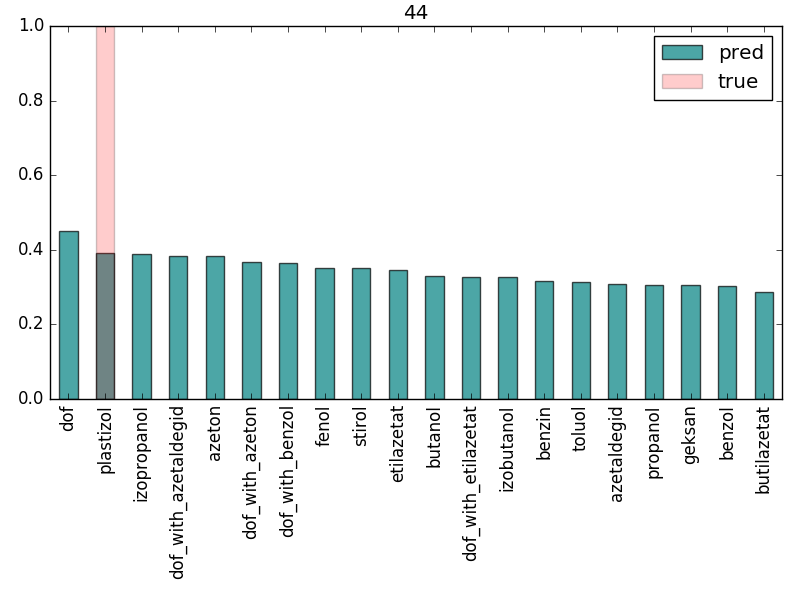 44
1.0
0.8
0.6
0.4
0.2
0.0
pred
true
dof
plastizol
izopropanol
dof_with_azetaldegid
azeton
dof_with_azeton
dof_with_benzol
fenol
stirol
etilazetat
butanol
dof_with_etilazetat
izobutanol
benzin
toluol
azetaldegid
propanol
geksan
benzol
butilazetat